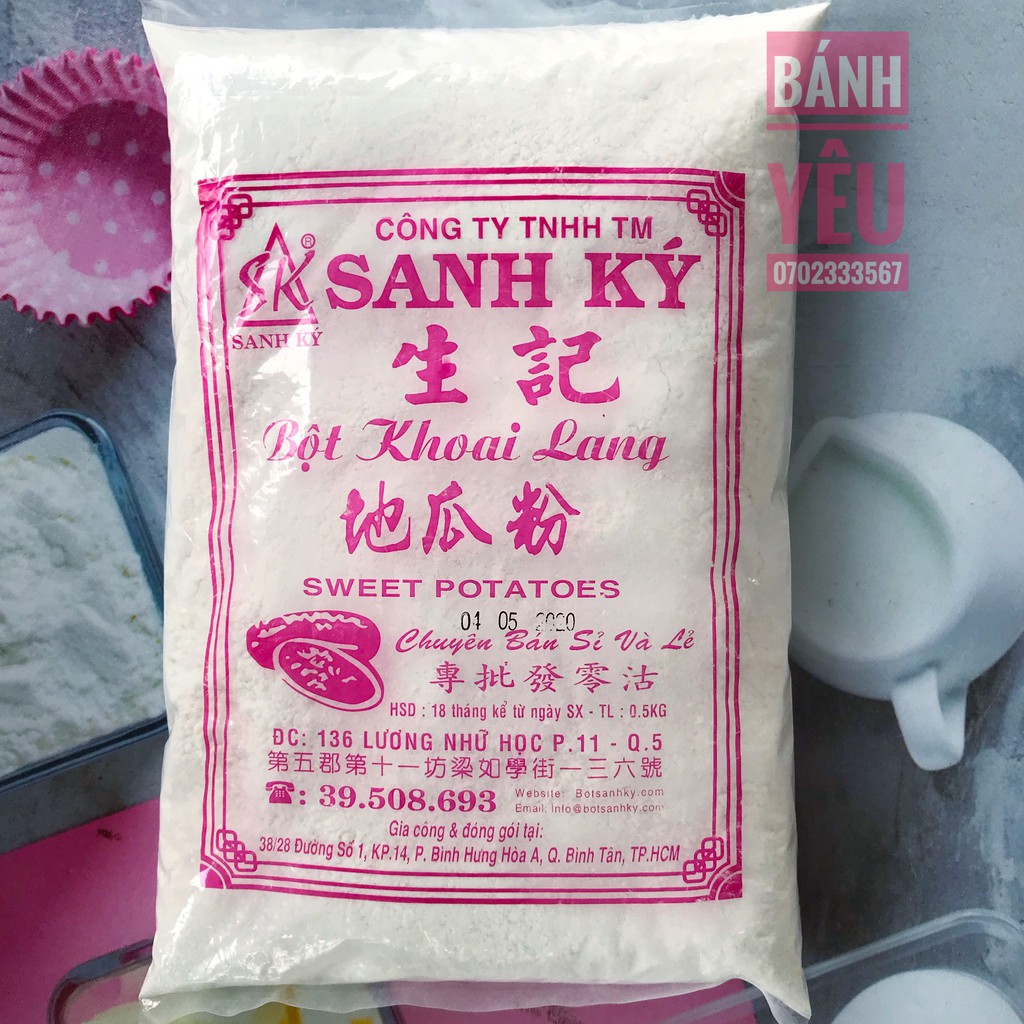 BÁNH
YÊU
0702333567
CÔNG TY TNHH TM
SK ®
SANH KÝ
SANH KÝ
生記
Bột Khoai Lang
地瓜粉
SWEET POTATOES
04 05 2020
Chuyên Bán Sỉ Và Lẻ
專批發零沽
HSD : 18 tháng kể từ ngày SX - TL : 0.5KG
ĐC: 136 LƯƠNG NHỮ HỌC P.11 - Q.5
第五郡第十一坊梁如學街一三六號
☎: 39.508.693
Website: Botsanhky.com
Email: Info@botsanhky.com
Gia công & đóng gói tại:
38/28 Đường Số 1, KP.14, P. Bình Hưng Hòa A, Q. Bình Tân, TP.HCM